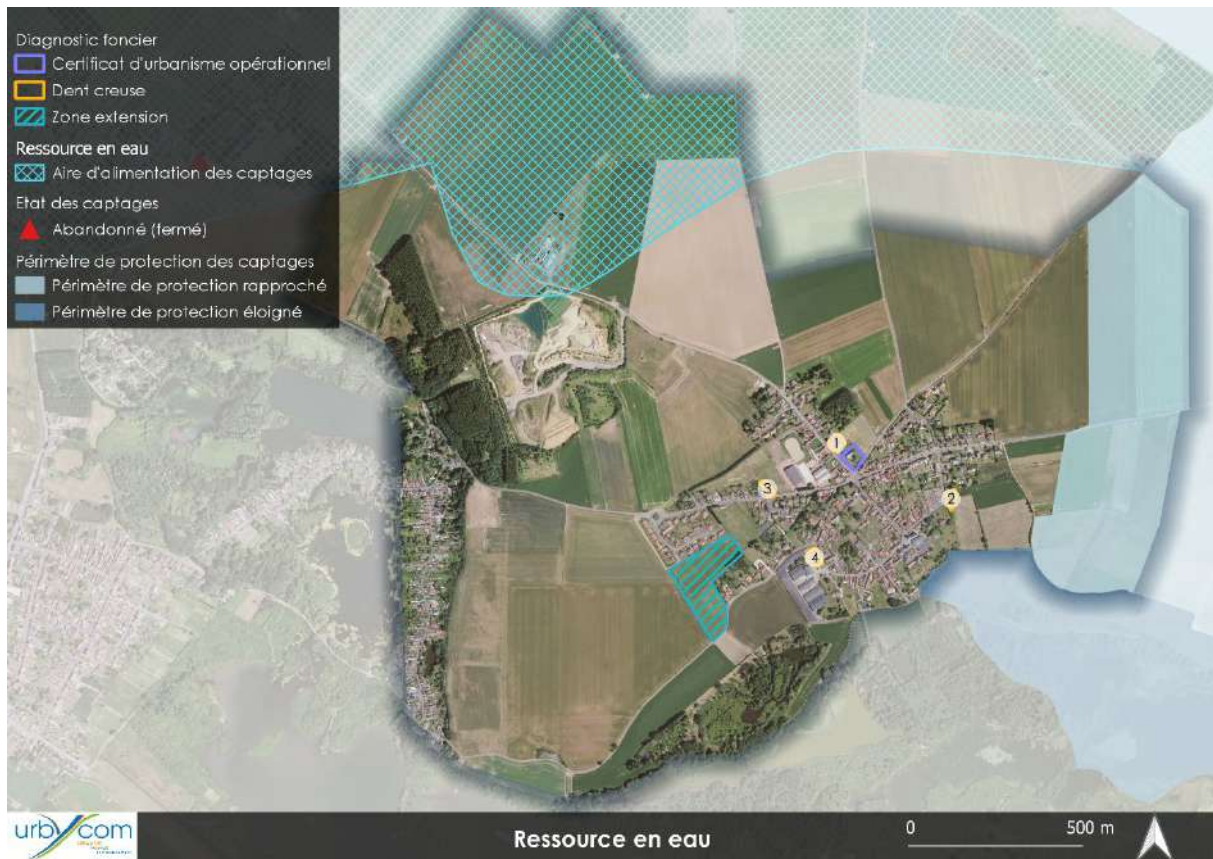 Diagnostic foncier
Certificat d'urbanisme opérationnel
Dent creuse
Zone extension
Ressource en eau
Aire d'alimentation des captages
Etat des captages
Abandonné (fermé)
Périmètre de protection des captages
Périmètre de protection rapproché
Périmètre de protection éloigné
1
2
3
4
urbycom
Ressource en eau
0 500 m